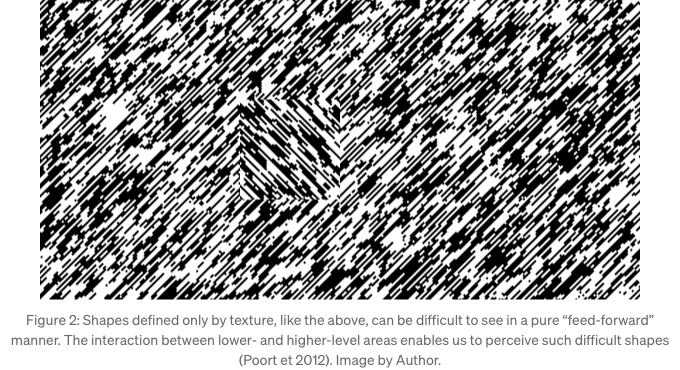 Figure 2: Shapes defined only by texture, like the above, can be difficult to see in a pure “feed-forward”
manner. The interaction between lower- and higher-level areas enables us to perceive such difficult shapes
(Poort et 2012). Image by Author.